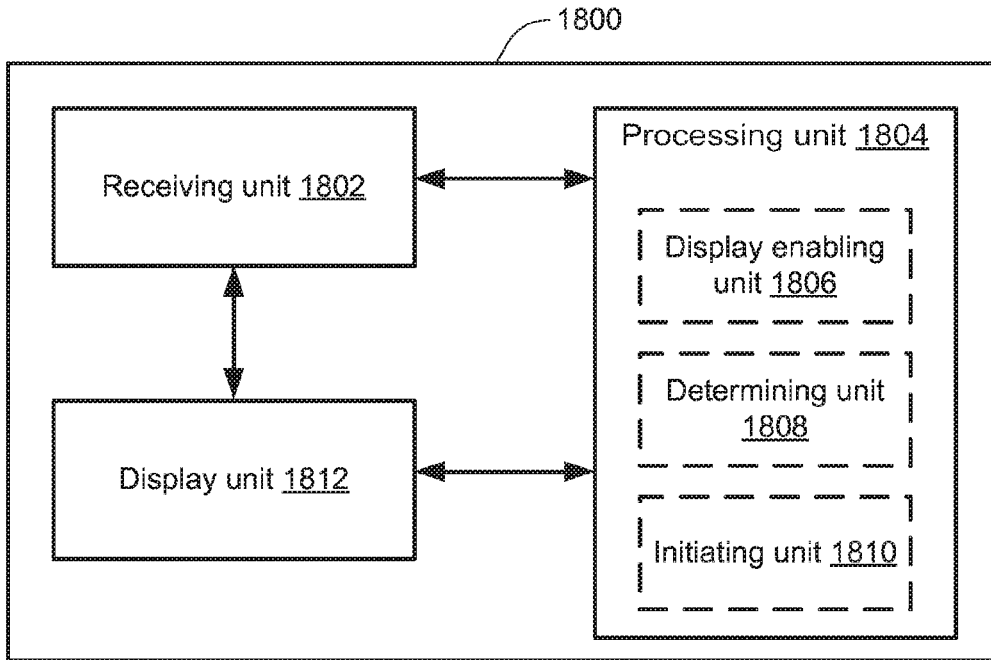 1800
Receiving unit 1802
Processing unit 1804
Display enabling
unit 1806
Determining unit
1808
Display unit 1812
Initiating unit 1810